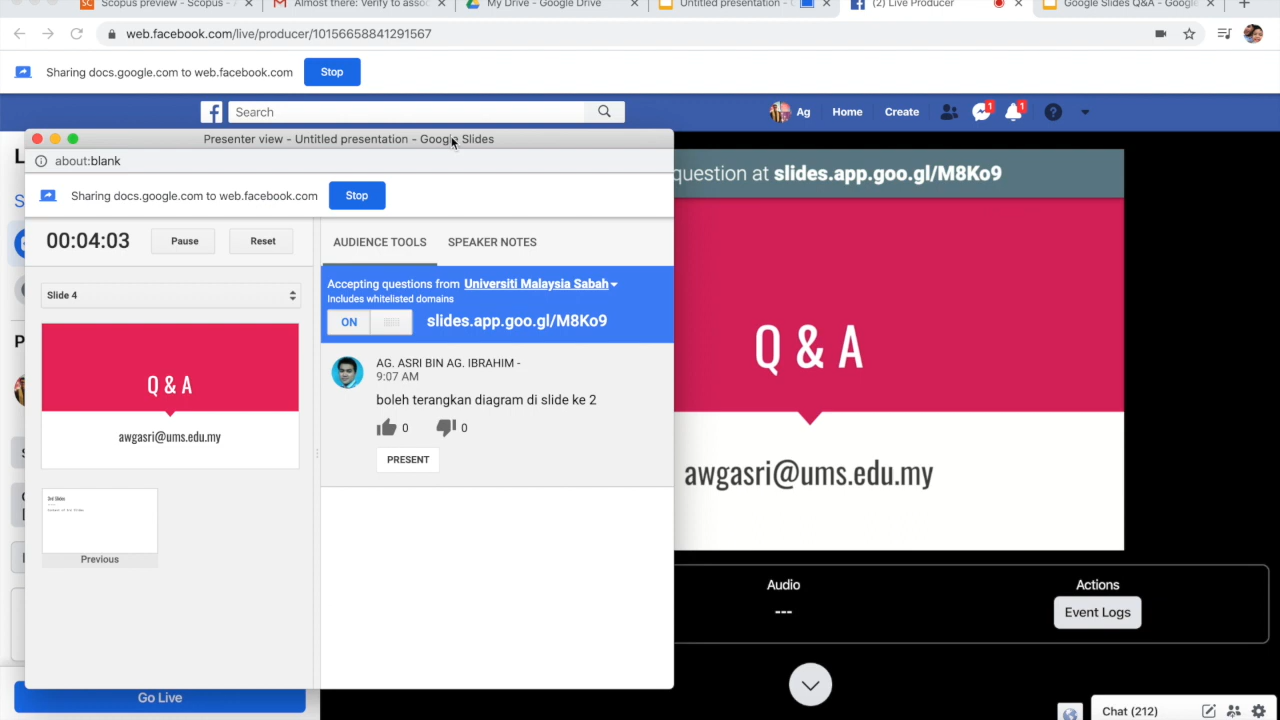 Scopus preview - Scopus -
Almost there: Verify to assoc
My Drive - Google Drive
Untitled presentation - G
(2) Live Producer
Google Slides Q&A - Google
web.facebook.com/live/producer/10156658841291567
Sharing docs.google.com to web.facebook.com
Stop
Search
Ag
Home
Create
1
1
Presenter view - Untitled presentation - Google Slides
about:blank
Sharing docs.google.com to web.facebook.com
Stop
00:04:03
Pause
Reset
AUDIENCE TOOLS
SPEAKER NOTES
Slide 4
Accepting questions from Universiti Malaysia Sabah
Includes whitelisted domains
ON
slides.app.goo.gl/M8Ko9
Q & A
awgasri@ums.edu.my
AG. ASRI BIN AG. IBRAHIM -
9:07 AM
boleh terangkan diagram di slide ke 2
0
0
PRESENT
3rd Slides
Previous
question at slides.app.goo.gl/M8Ko9
Q & A
awgasri@ums.edu.my
Audio
---
Actions
Event Logs
Go Live
Chat (212)